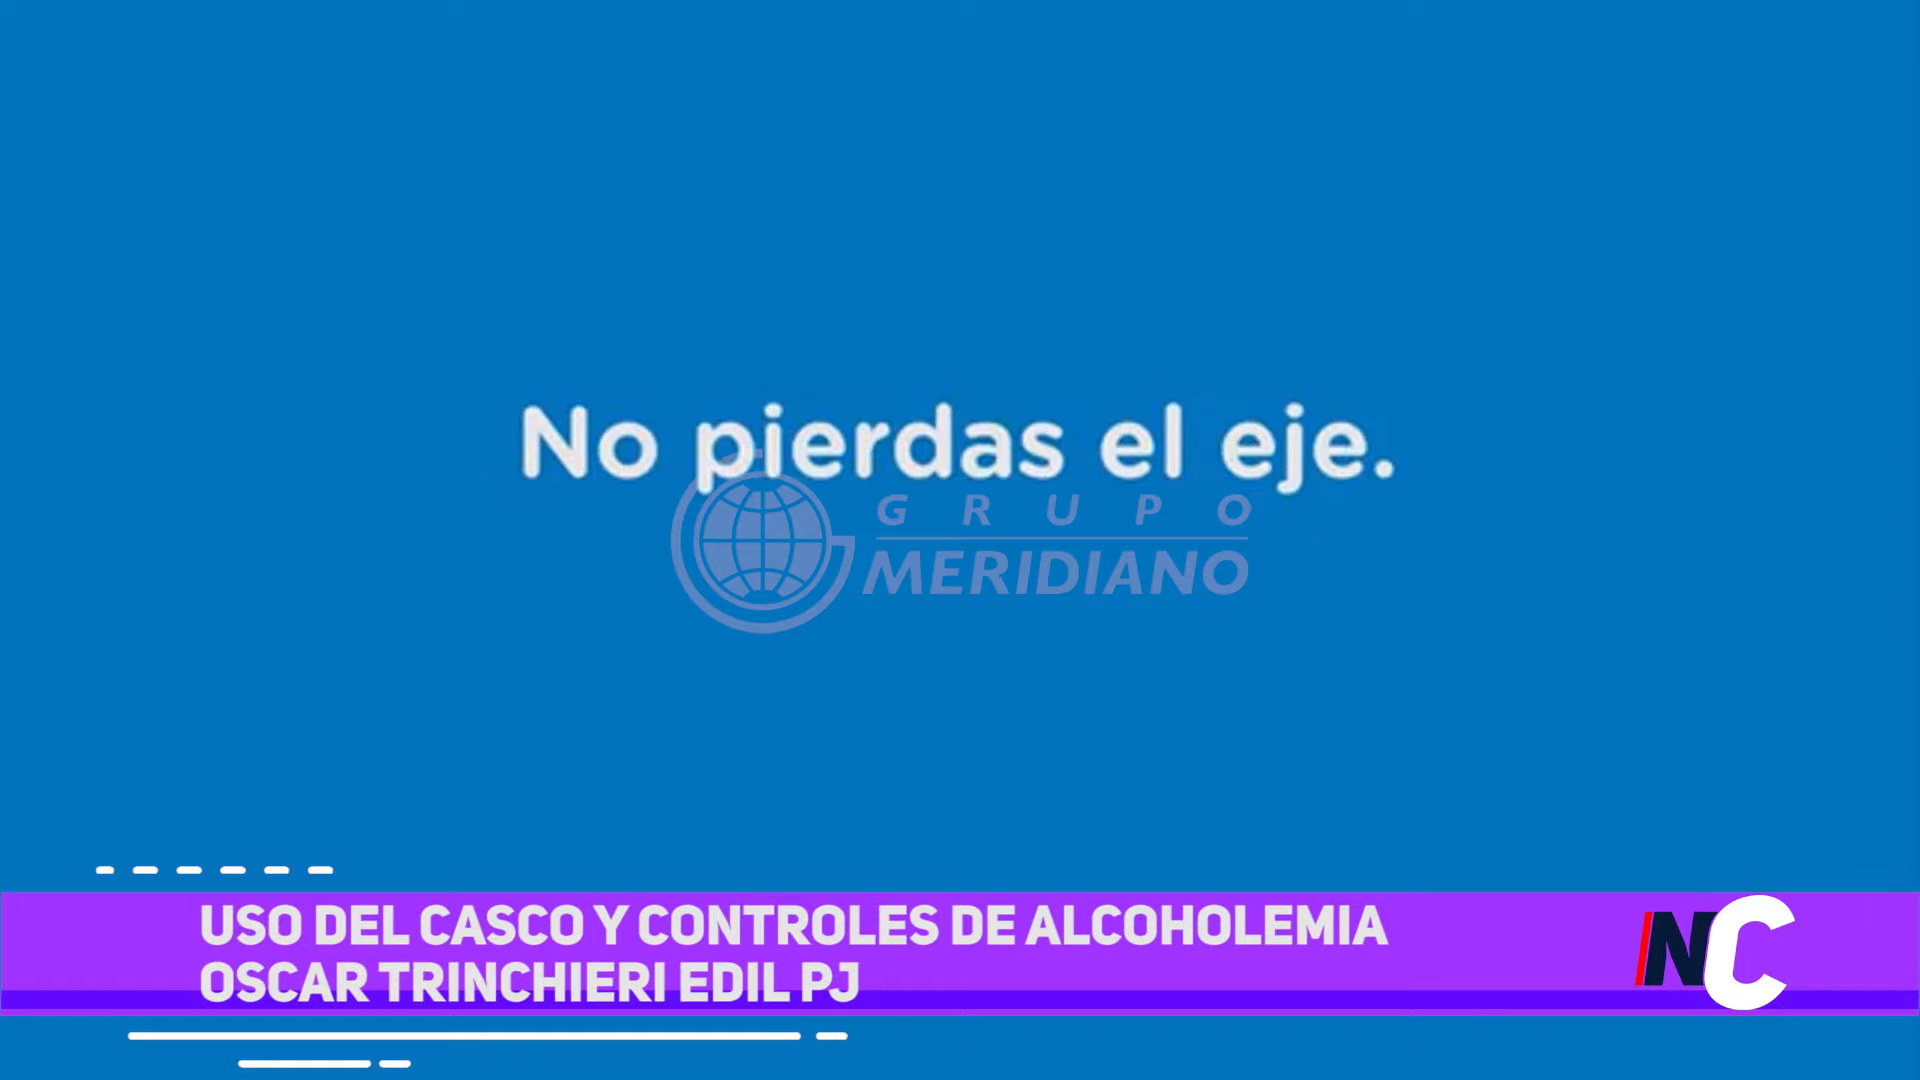 No pierdas el eje.
GRUPO
MERIDIANO
USO DEL CASCO Y CONTROLES DE ALCOHOLEMIA
OSCAR TRINCHIERI EDIL PJ
NC